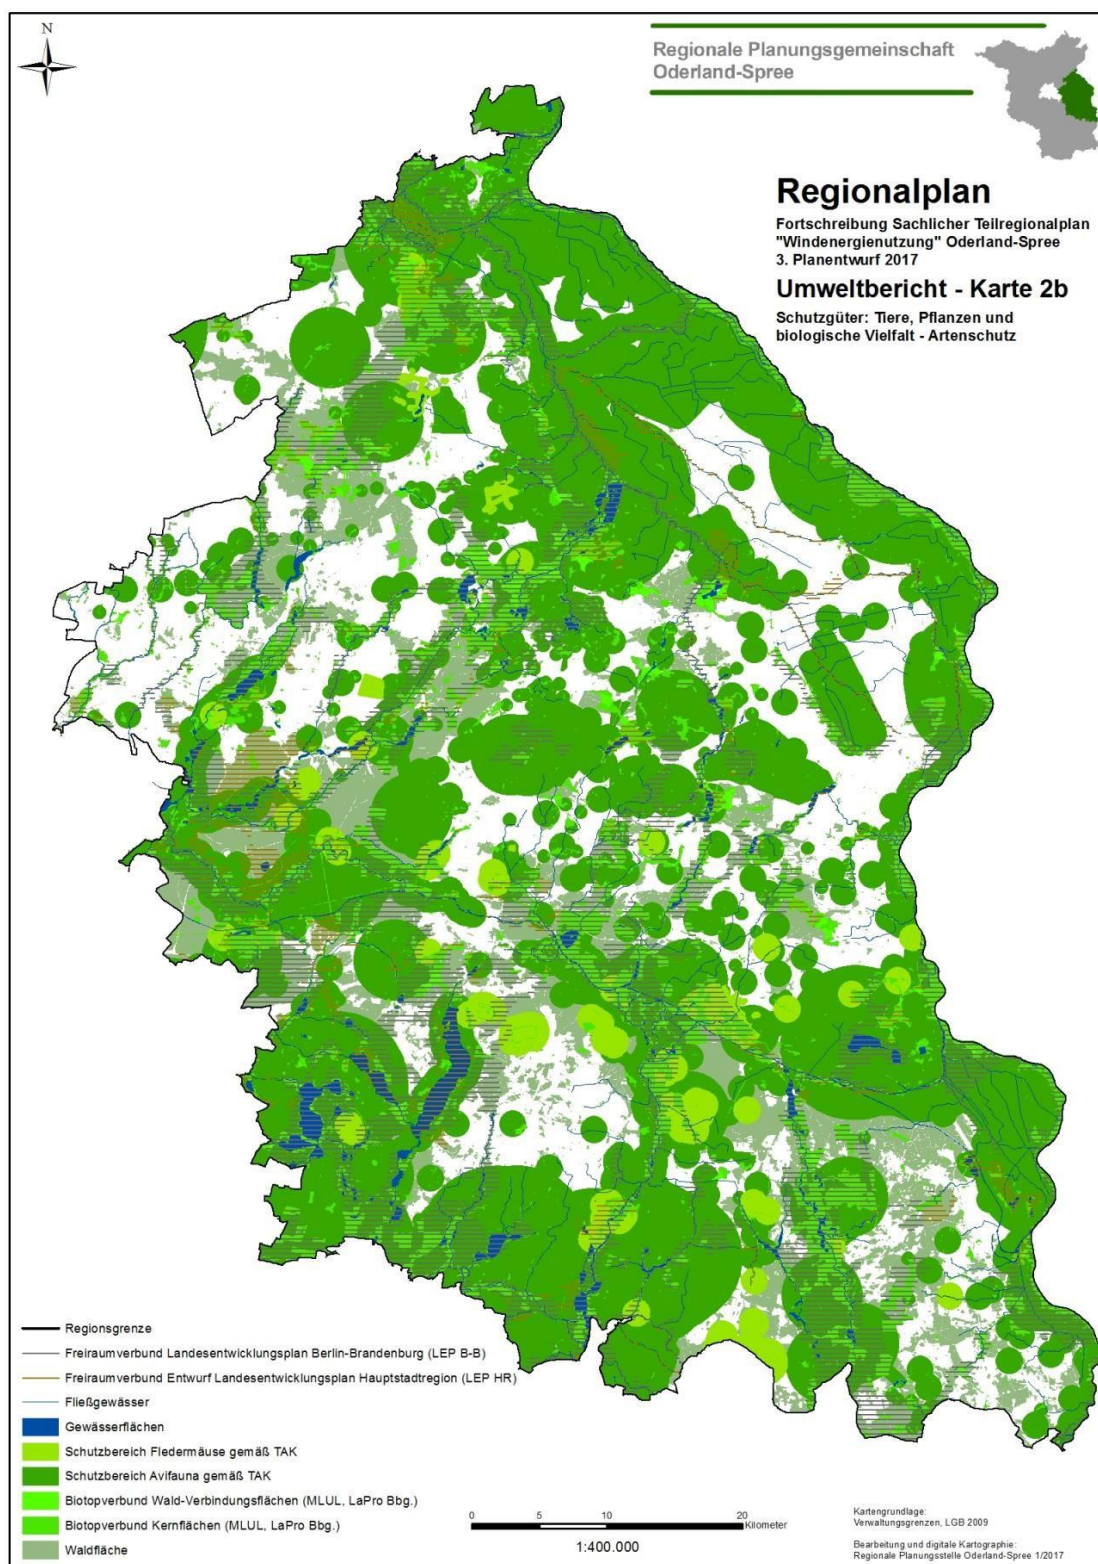 N
Regionale Planungsgemeinschaft
Oderland-Spree
Regionalplan
Fortschreibung Sachlicher Teilregionalplan
"Windenergienutzung" Oderland-Spree
3. Planentwurf 2017
Umweltbericht - Karte 2b
Schutzgüter: Tiere, Pflanzen und
biologische Vielfalt - Artenschutz
Regionsgrenze
Freiraumverbund Landesentwicklungsplan Berlin-Brandenburg (LEP B-B)
Freiraumverbund Entwurf Landesentwicklungsplan Hauptstadtregion (LEP HR)
Fließgewässer
Gewässerflächen
Schutzbereich Fledermäuse gemäß TAK
Schutzbereich Avifauna gemäß TAK
Biotopverbund Wald-Verbindungsflächen (MLUL, LaPro Bbg.)
Biotopverbund Kernflächen (MLUL, LaPro Bbg.)
Waldfläche
0 5 10 20
Kilometer
1:400.000
Kartengrundlage:
Verwaltungsgrenzen, LGB 2009
Bearbeitung und digitale Kartographie:
Regionale Planungsstelle Oderland-Spree 1/2017